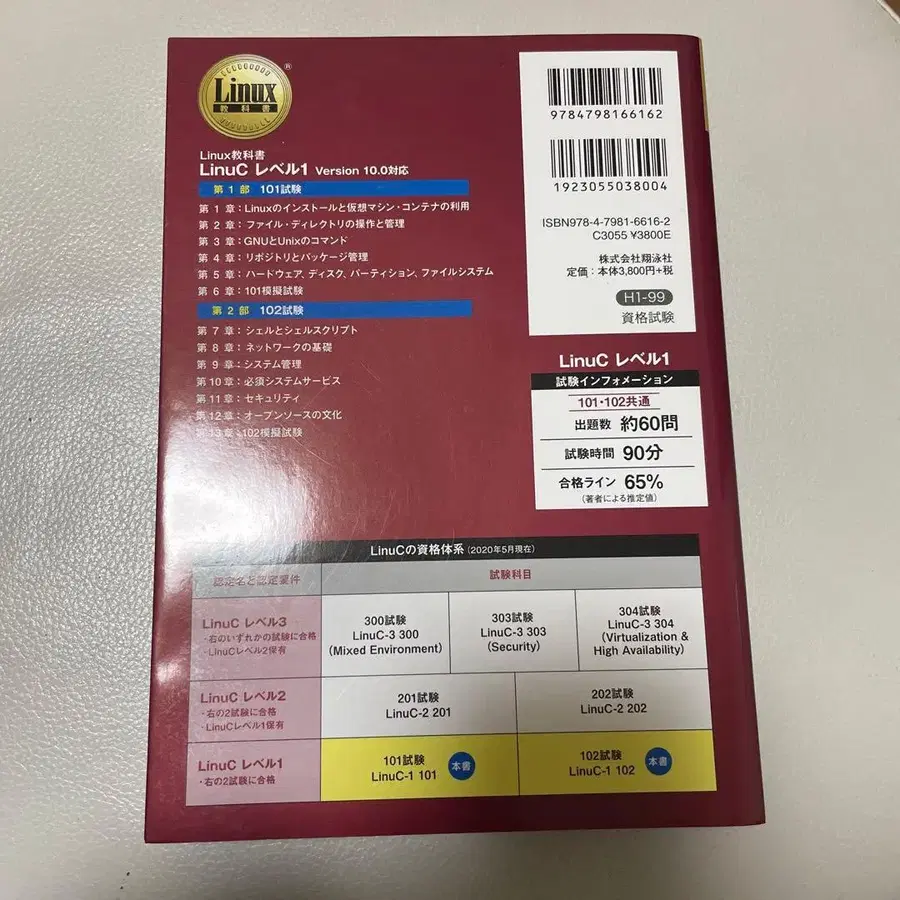 Linux
教科書
®
Linux教科書
LinuC レベル1 Version 10.0対応
第1部 101試験
第1章：Linuxのインストールと仮想マシン・コンテナの利用
第2章：ファイル・ディレクトリの操作と管理
第3章：GNUとUnixのコマンド
第4章：リポジトリとパッケージ管理
第5章：ハードウェア、ディスク、パーティション、ファイルシステム
第6章：101模擬試験
第2部 102試験
第7章：シェルとシェルスクリプト
第8章：ネットワークの基礎
第9章：システム管理
第10章：必須システムサービス
第11章：セキュリティ
第12章：オープンソースの文化
第13章：102模擬試験
9784798166162
1923055038004
ISBN978-4-7981-6616-2
C3055 ¥3800E
株式会社翔泳社
定価：本体3,800円+税
H1-99
資格試験
LinuC レベル1
試験インフォメーション
101・102共通
出題数 約60問
試験時間 90分
合格ライン 65%
（著者による推定値）
LinuCの資格体系（2020年5月現在）
認定名と認定要件
試験科目
LinuC レベル3
・右のいずれかの試験に合格
・LinuCレベル2保有
300試験
LinuC-3 300
（Mixed Environment）
303試験
LinuC-3 303
（Security）
304試験
LinuC-3 304
（Virtualization &
High Availability）
LinuC レベル2
・右の2試験に合格
・LinuCレベル1保有
201試験
LinuC-2 201
202試験
LinuC-2 202
LinuC レベル1
・右の2試験に合格
101試験
LinuC-1 101
本書
102試験
LinuC-1 102
本書